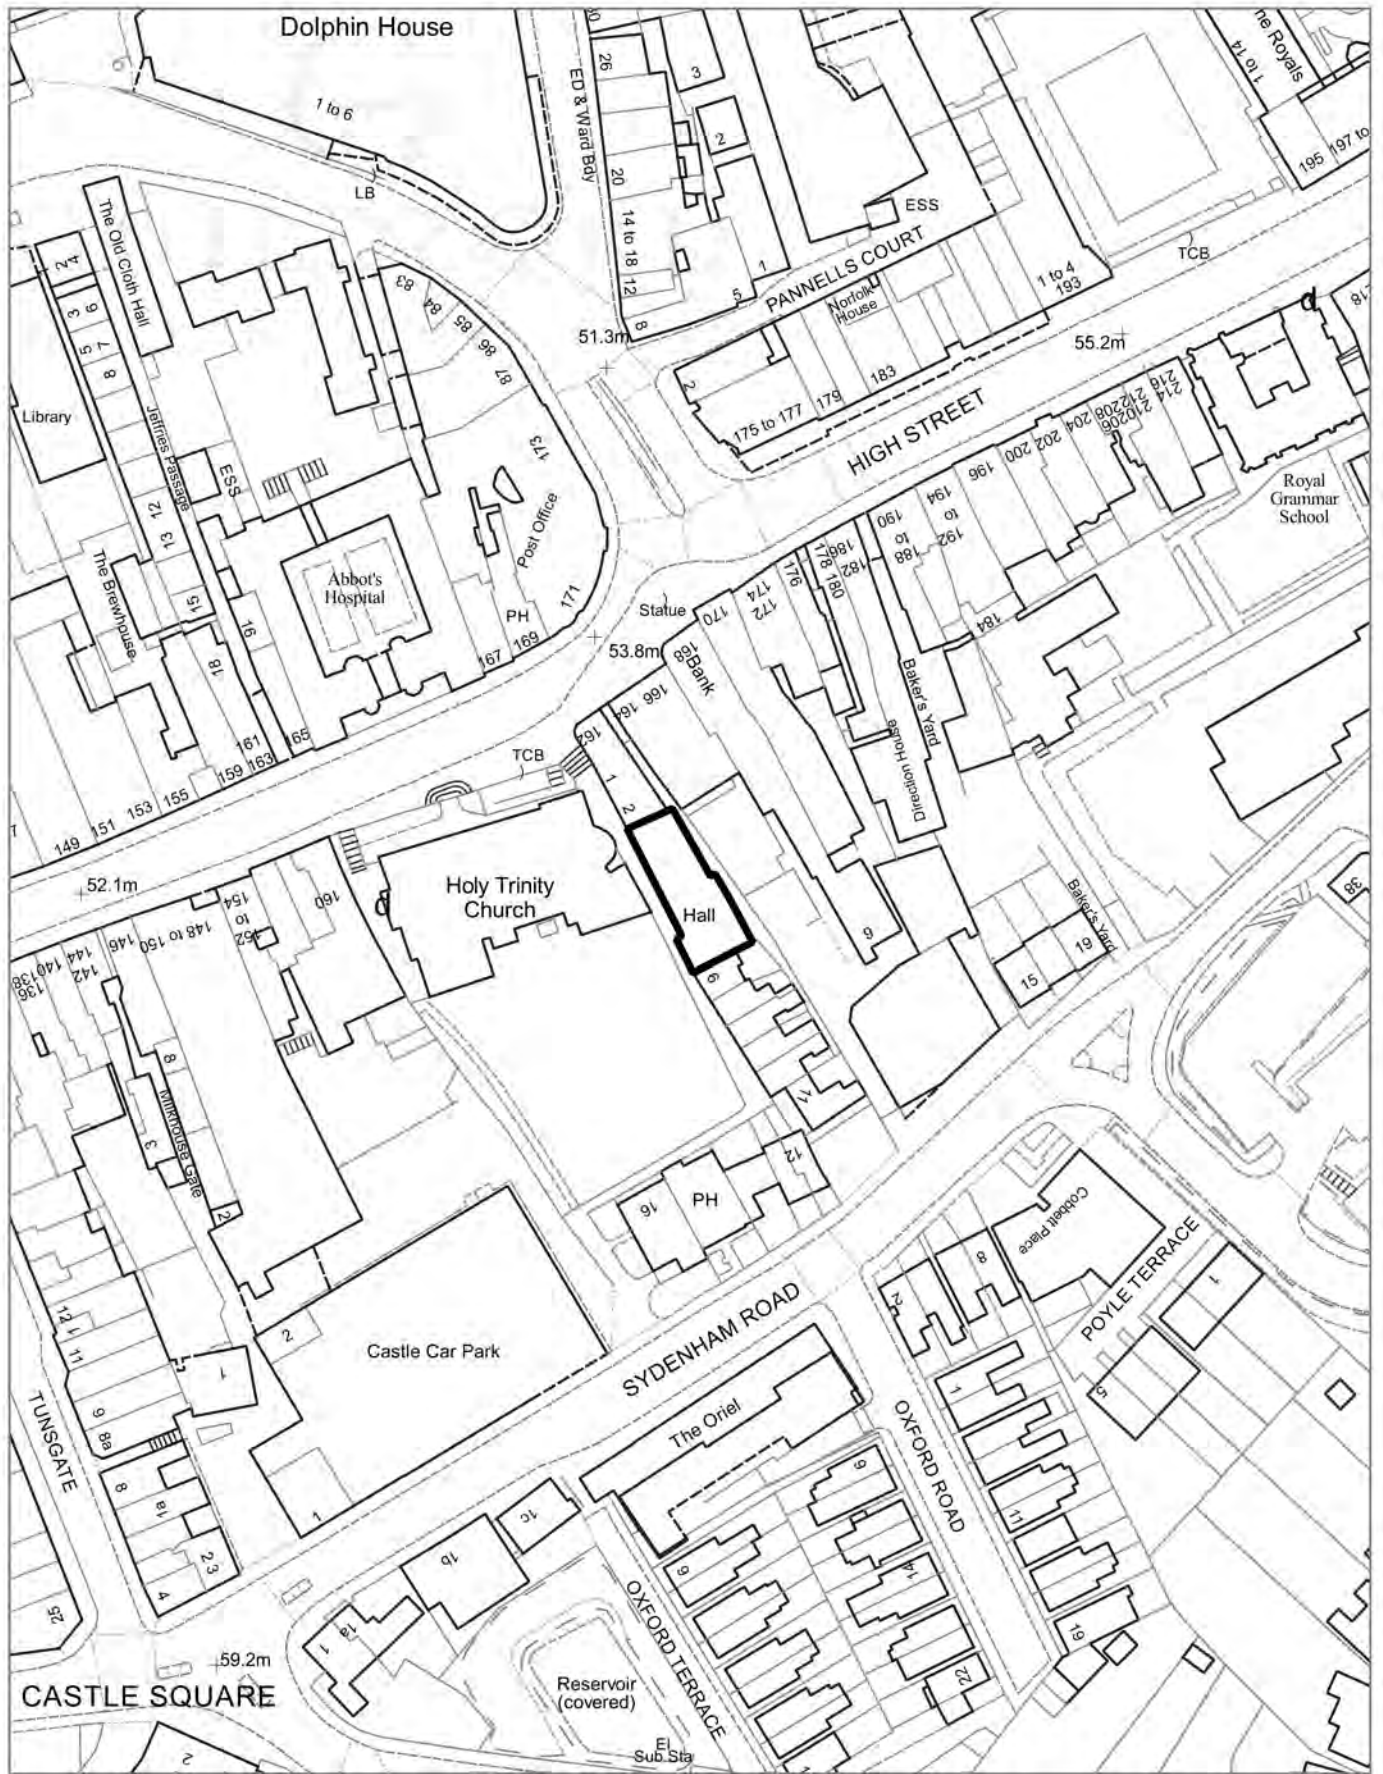 Dolphin House
1 to 6
LB
ED & Ward Bdy
26
20
14 to 18
12
8
3
2
1
5
ESS
PANNELLS COURT
Norfolk
House
1 to 4
193
TCB
1 to 14
195
The Old Cloth Hall
2
4
3
6
5
7
8
Library
Jeffries Passage
ESS
12
13
15
16
18
The Brewhouse
83
84
85
86
87
173
Post Office
171
PH
169
167
51.3m
2
175 to 177
179
183
HIGH STREET
55.2m
216
214
212
210
208
206
204
202
200
196
194
to
192
190
to
188
186
184
182
180
178
176
174
172
170
168
166
164
162
Royal
Grammar
School
Abbot's
Hospital
Statue
53.8m
Bank
Baker's Yard
Direction House
161
159
163
165
155
153
151
149
52.1m
TCB
1
2
Holy Trinity
Church
Hall
160
154
to
152
148 to 150
146
144
142
140
138
136
6
9
11
12
16
PH
15
19
Baker's Yard
38
8
3
Milkhouse Gate
2
2
Castle Car Park
1
SYDENHAM ROAD
Cobbett Place
8
2
POYLE TERRACE
1
5
12
11
9
8a
8
1a
2
3
4
TUNSGATE
25
The Oriel
OXFORD ROAD
1
11
19
9
14
22
6
OXFORD TERRACE
1c
1b
1a
1
59.2m
CASTLE SQUARE
2
Reservoir
(covered)
El
Sub Sta